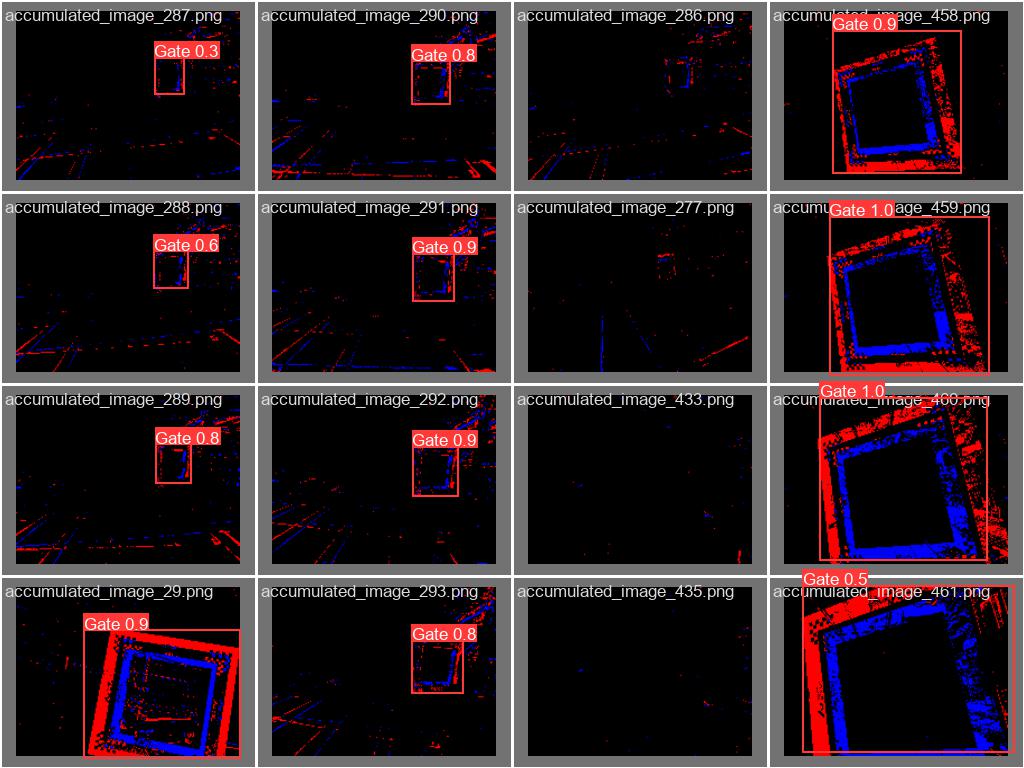 accumulated_image_287.png
Gate 0.3
accumulated_image_290.png
Gate 0.8
accumulated_image_286.png
accumulated_image_458.png
Gate 0.9
accumulated_image_288.png
Gate 0.6
accumulated_image_291.png
Gate 0.9
accumulated_image_277.png
accumu age_459.png
Gate 1.0
accumulated_image_289.png
Gate 0.8
accumulated_image_292.png
Gate 0.9
accumulated_image_433.png
accumulated_image_460.png
Gate 1.0
accumulated_image_29.png
Gate 0.9
accumulated_image_293.png
Gate 0.8
accumulated_image_435.png
accumulated_image_461.png
Gate 0.5